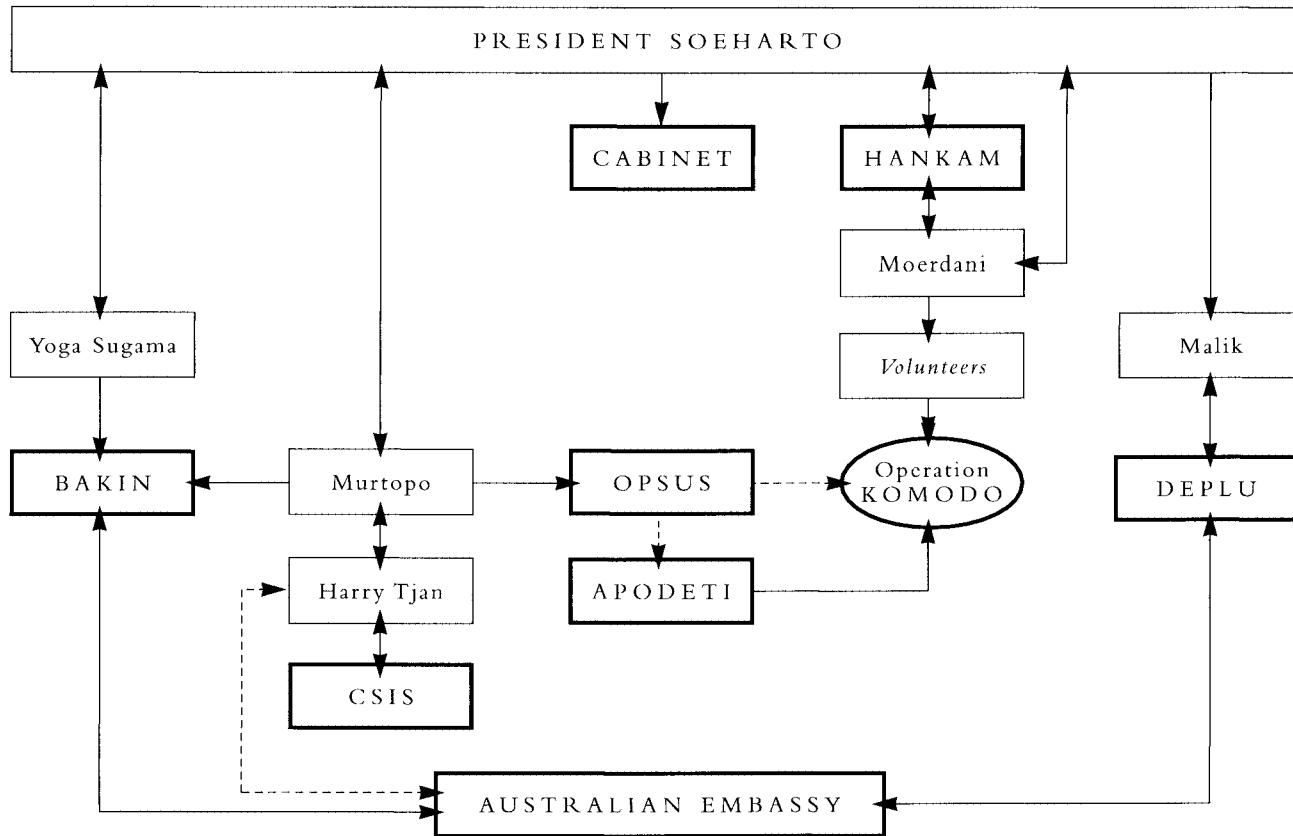 PRESIDENT SOEHARTO
CABINET
HANKAM
Moerdani
Yoga Sugama
Volunteers
Malik
BAKIN
Murtopo
OPSUS
Operation
KOMODO
DEPLU
Harry Tjan
APODETI
CSIS
AUSTRALIAN EMBASSY